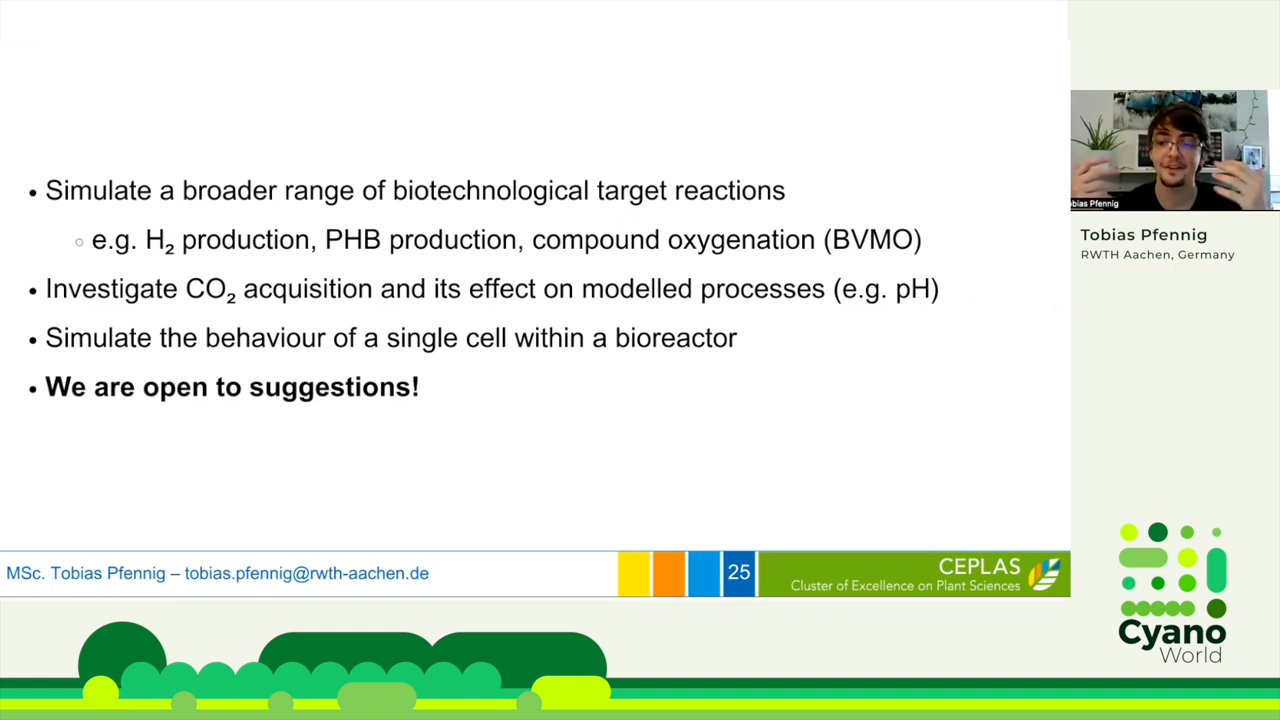 • Simulate a broader range of biotechnological target reactions
○ e.g. H₂ production, PHB production, compound oxygenation (BVMO)
• Investigate CO₂ acquisition and its effect on modelled processes (e.g. pH)
• Simulate the behaviour of a single cell within a bioreactor
• We are open to suggestions!
MSc. Tobias Pfennig – tobias.pfennig@rwth-aachen.de
25
CEPLAS
Cluster of Excellence on Plant Sciences
obias Pfennig
Tobias Pfennig
RWTH Aachen, Germany
Cyano
World